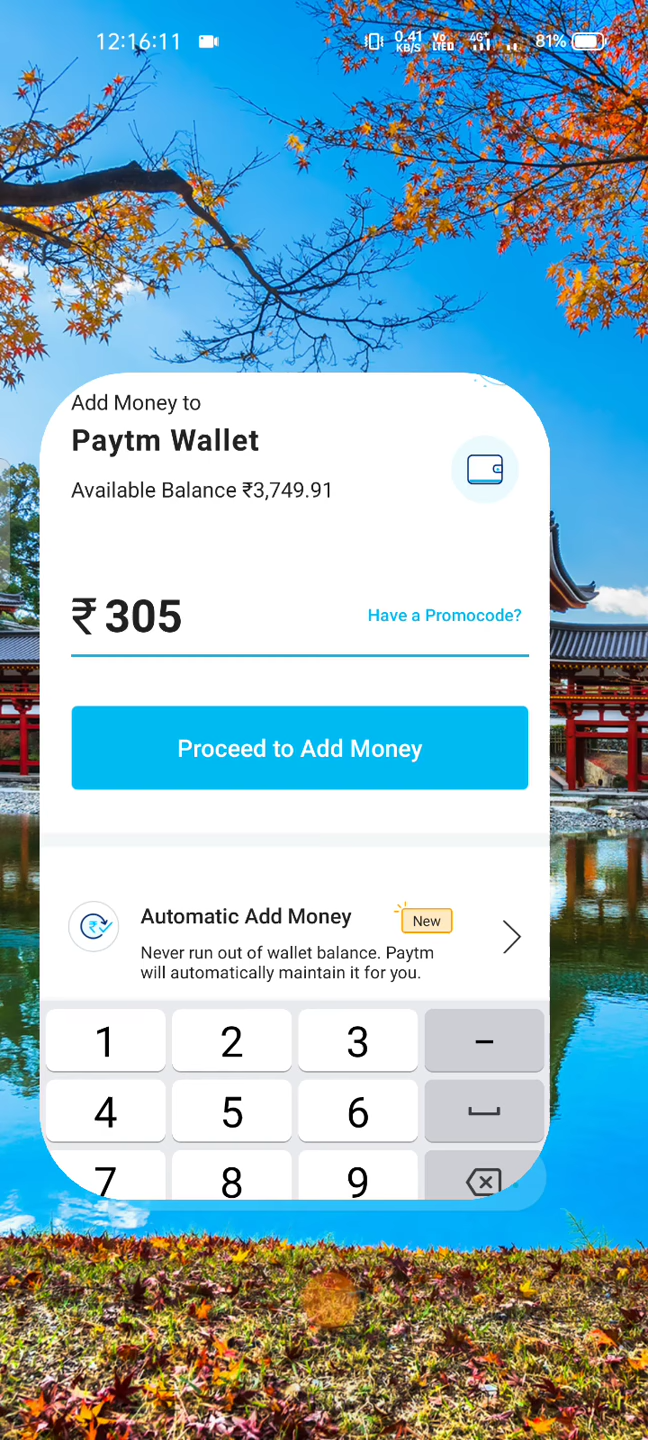 12:16:11
0.41 KB/S Vo LTED 4G+ 81%
Add Money to
Paytm Wallet
Available Balance ₹3,749.91
₹ 305 Have a Promocode?
Proceed to Add Money
Automatic Add Money New
Never run out of wallet balance. Paytm
will automatically maintain it for you.
1 2 3 –
4 5 6
7 8 9